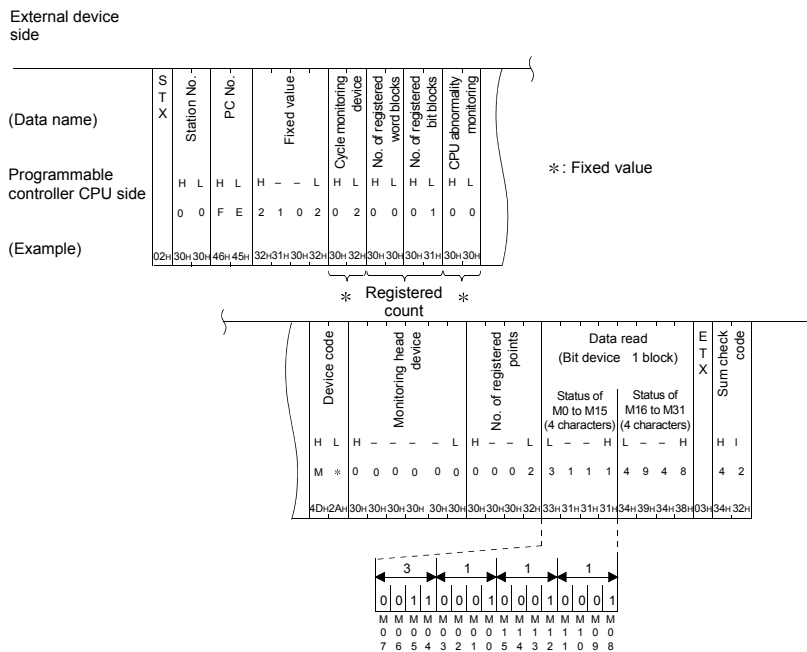 External device
side
(Data name)
Programmable
controller CPU side
(Example)
STX
Station No.
PC No.
Fixed value
Cycle monitoring
device
No. of registered
word blocks
No. of registered
bit blocks
CPU abnormality
monitoring
H L H L H – – L H L H L H L H L
0 0 F E 2 1 0 2 0 2 0 0 0 1 0 0
02H 30H 30H 46H 45H 32H 31H 30H 32H 30H 32H 30H 30H 30H 31H 30H 30H
*: Fixed value
* Registered *
count
Device code
Monitoring head
device
No. of registered
points
Data read
(Bit device 1 block)
Status of
M0 to M15
(4 characters)
Status of
M16 to M31
(4 characters)
ETX
Sum check
code
H L H – – – – L H – – L L – – H L – – H H l
M * 0 0 0 0 0 0 0 0 0 2 3 1 1 1 4 9 4 8 4 2
4DH 2AH 30H 30H 30H 30H 30H 30H 30H 30H 30H 32H 33H 31H 31H 31H 34H 39H 34H 38H 03H 34H 32H
3 1 1 1
0 0 1 1 0 0 0 1 0 0 0 1 0 0 0 1
M M M M M M M M M M M M M M M M
0 0 0 0 0 0 0 0 1 1 1 1 1 1 0 0
7 6 5 4 3 2 1 0 5 4 3 2 1 0 9 8